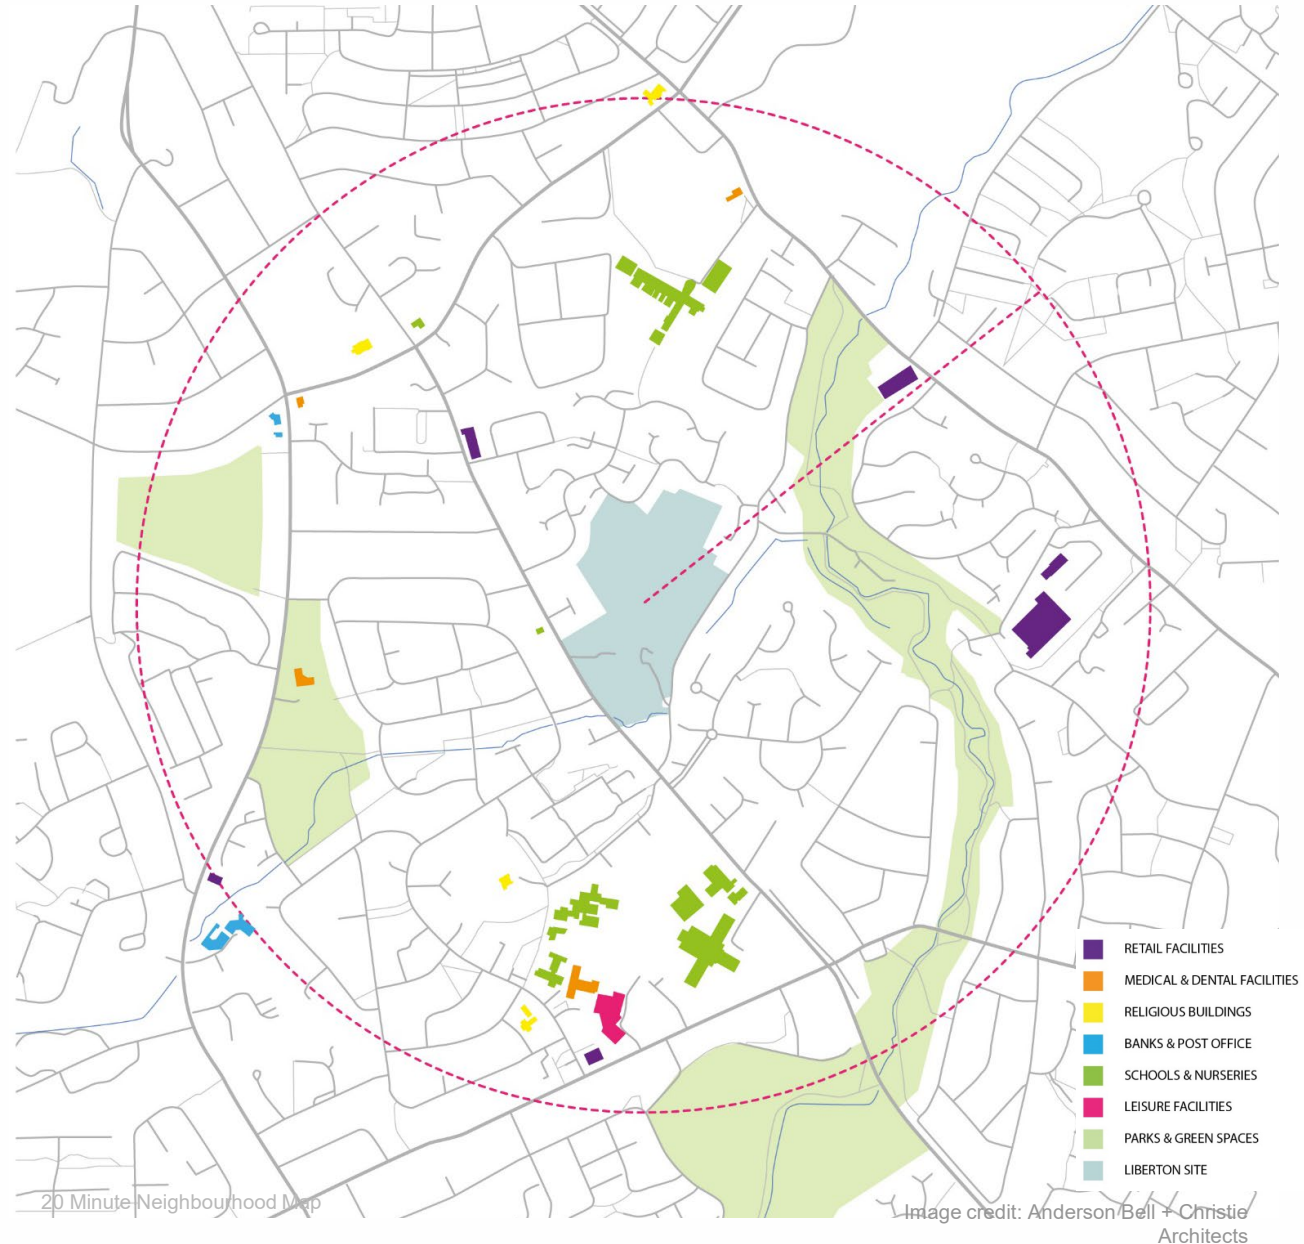 RETAIL FACILITIES
MEDICAL & DENTAL FACILITIES
RELIGIOUS BUILDINGS
BANKS & POST OFFICE
SCHOOLS & NURSERIES
LEISURE FACILITIES
PARKS & GREEN SPACES
LIBERTON SITE
20 Minute Neighbourhood Map
Image credit: Anderson Bell + Christie
Architects